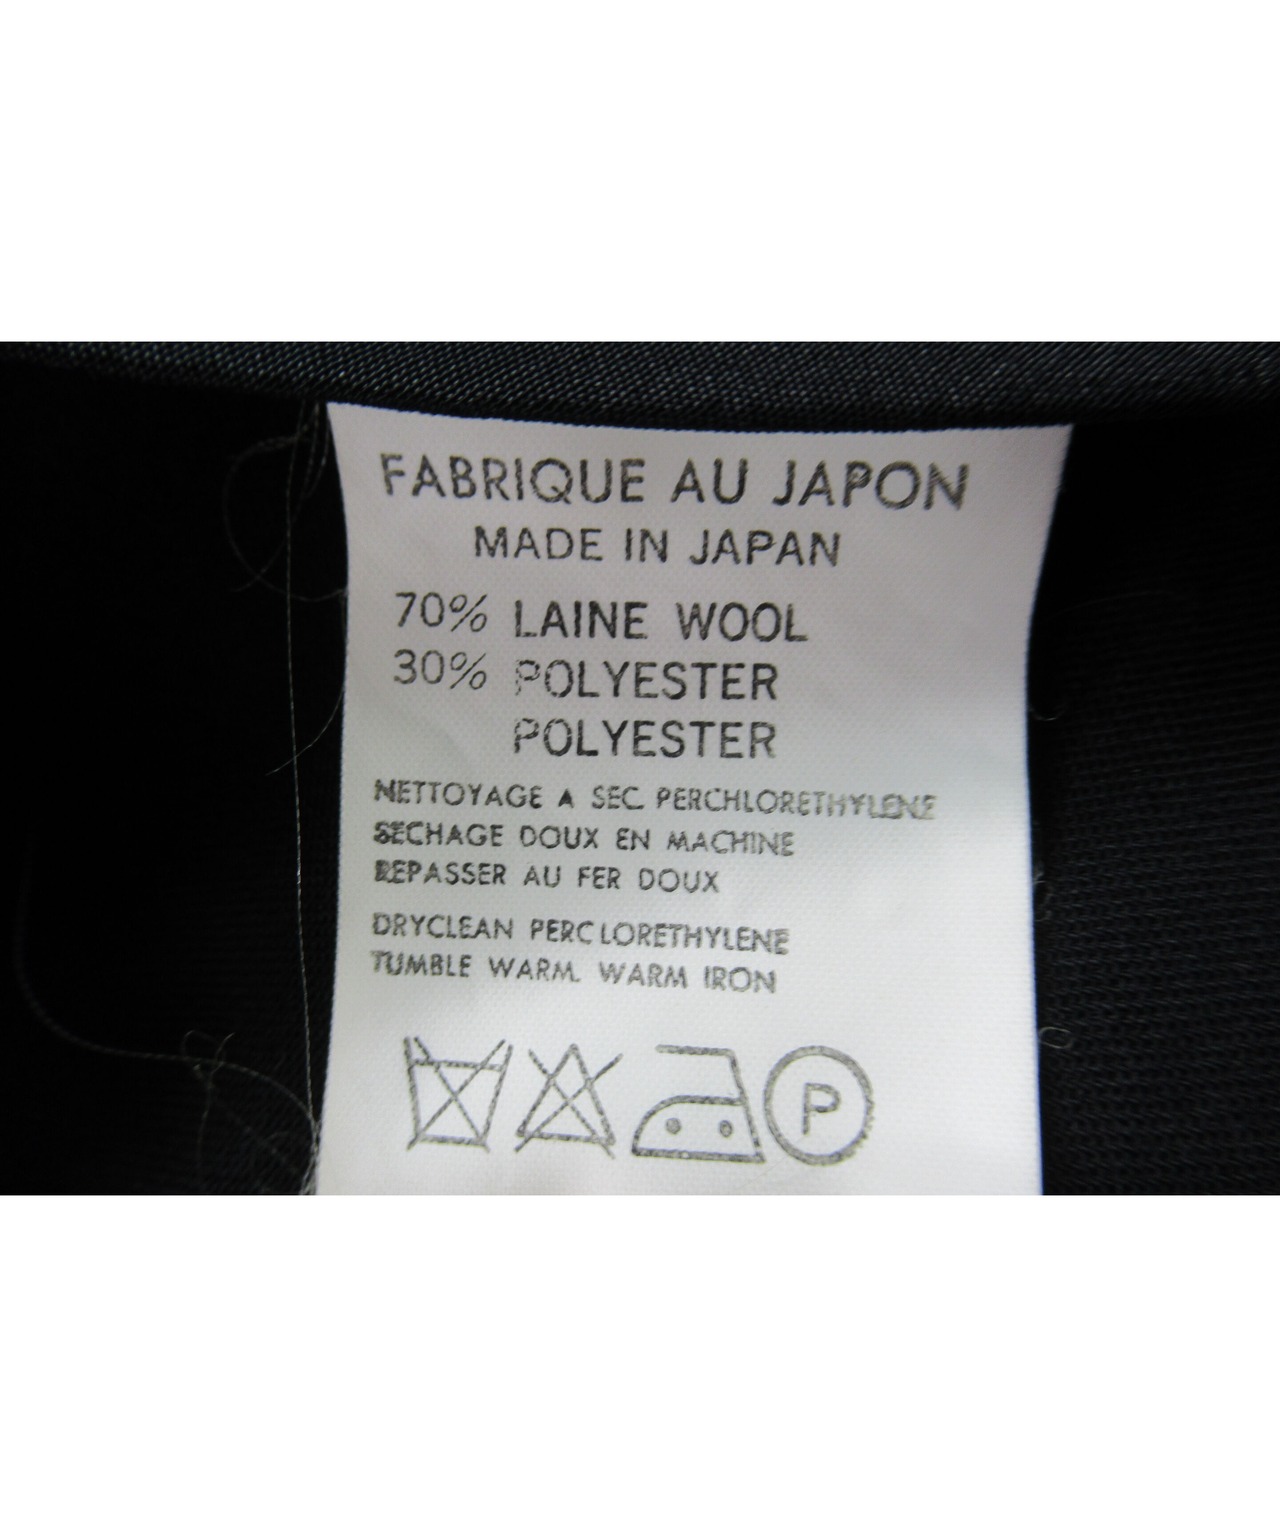 FABRIQUE AU JAPON
MADE IN JAPAN
70% LAINE WOOL
30% POLYESTER
POLYESTER
NETTOYAGE A SEC PERCHLORETHYLENE
SECHAGE DOUX EN MACHINE
REPASSER AU FER DOUX
DRYCLEAN PERCLORETHYLENE
TUMBLE WARM. WARM IRON
P